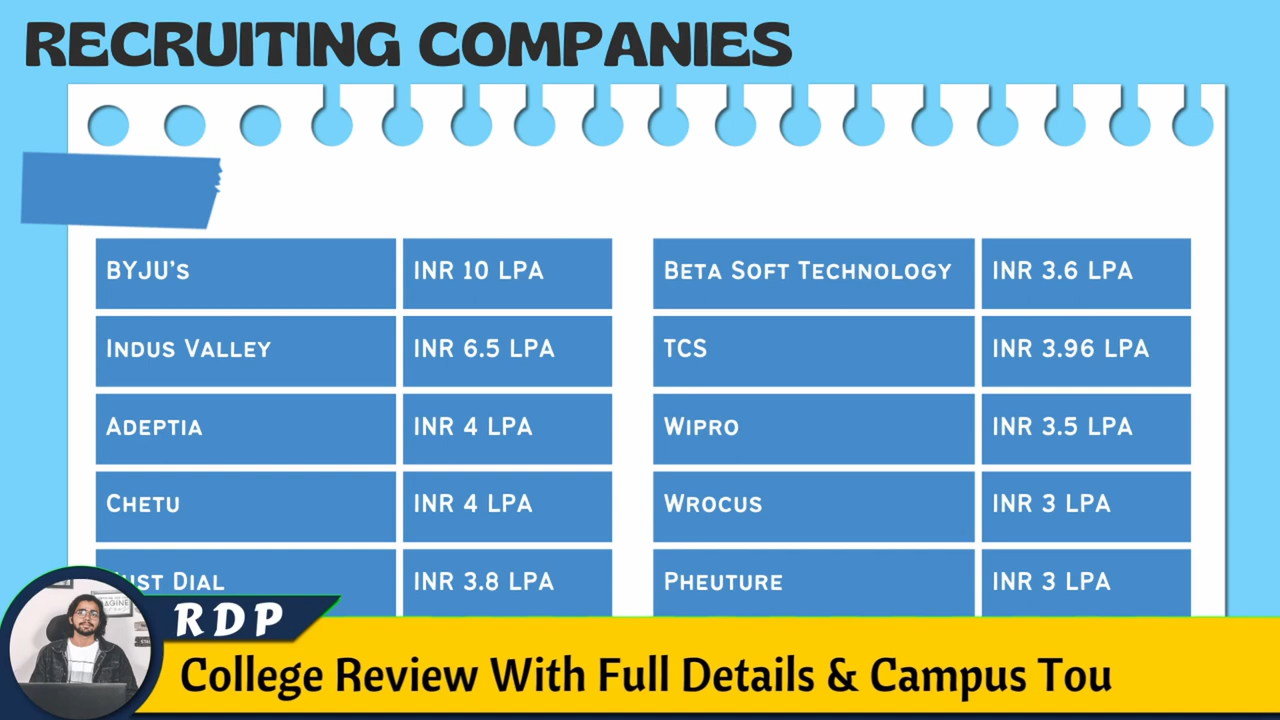 RECRUITING COMPANIES
BYJU's INR 10 LPA Beta Soft Technology INR 3.6 LPA
Indus Valley INR 6.5 LPA TCS INR 3.96 LPA
Adeptia INR 4 LPA Wipro INR 3.5 LPA
Chetu INR 4 LPA Wrocus INR 3 LPA
ust Dial INR 3.8 LPA Pheuture INR 3 LPA
RDP
College Review With Full Details & Campus Tou